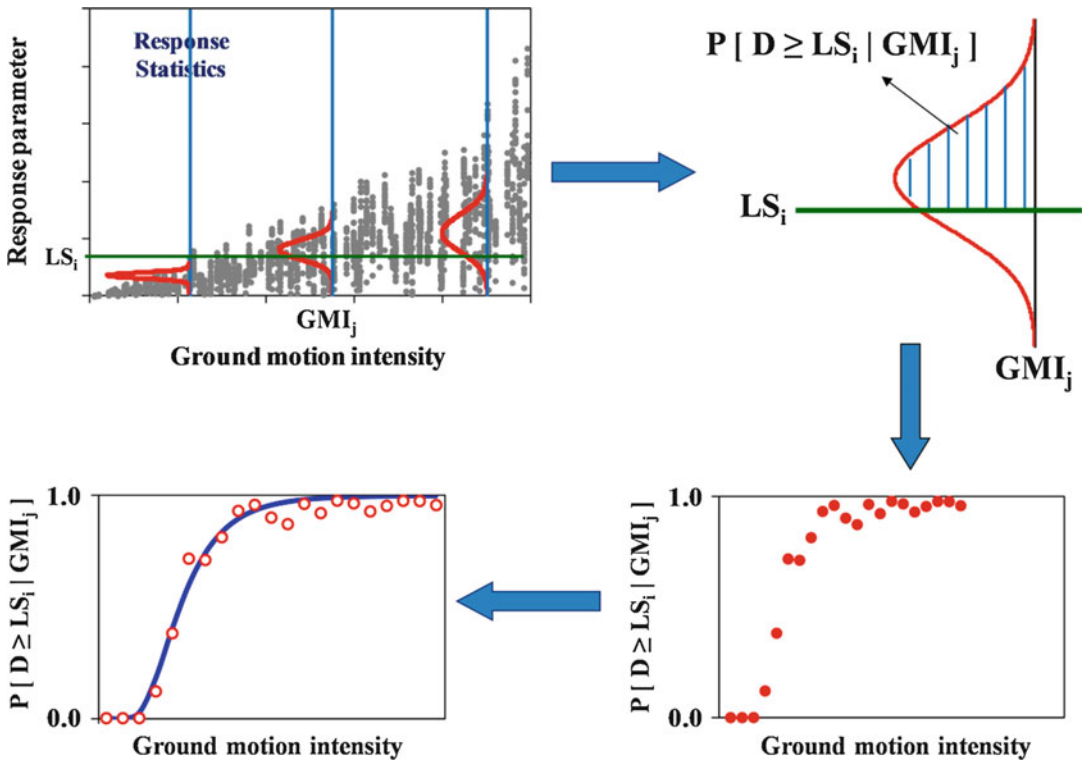 Response
Statistics
Response parameter
LSᵢ
GMIⱼ
Ground motion intensity
P [ D ≥ LSᵢ | GMIⱼ ]
LSᵢ
GMIⱼ
1.0
0.0
P [ D ≥ LSᵢ | GMIⱼ ]
Ground motion intensity
1.0
0.0
P [ D ≥ LSᵢ | GMIⱼ ]
Ground motion intensity